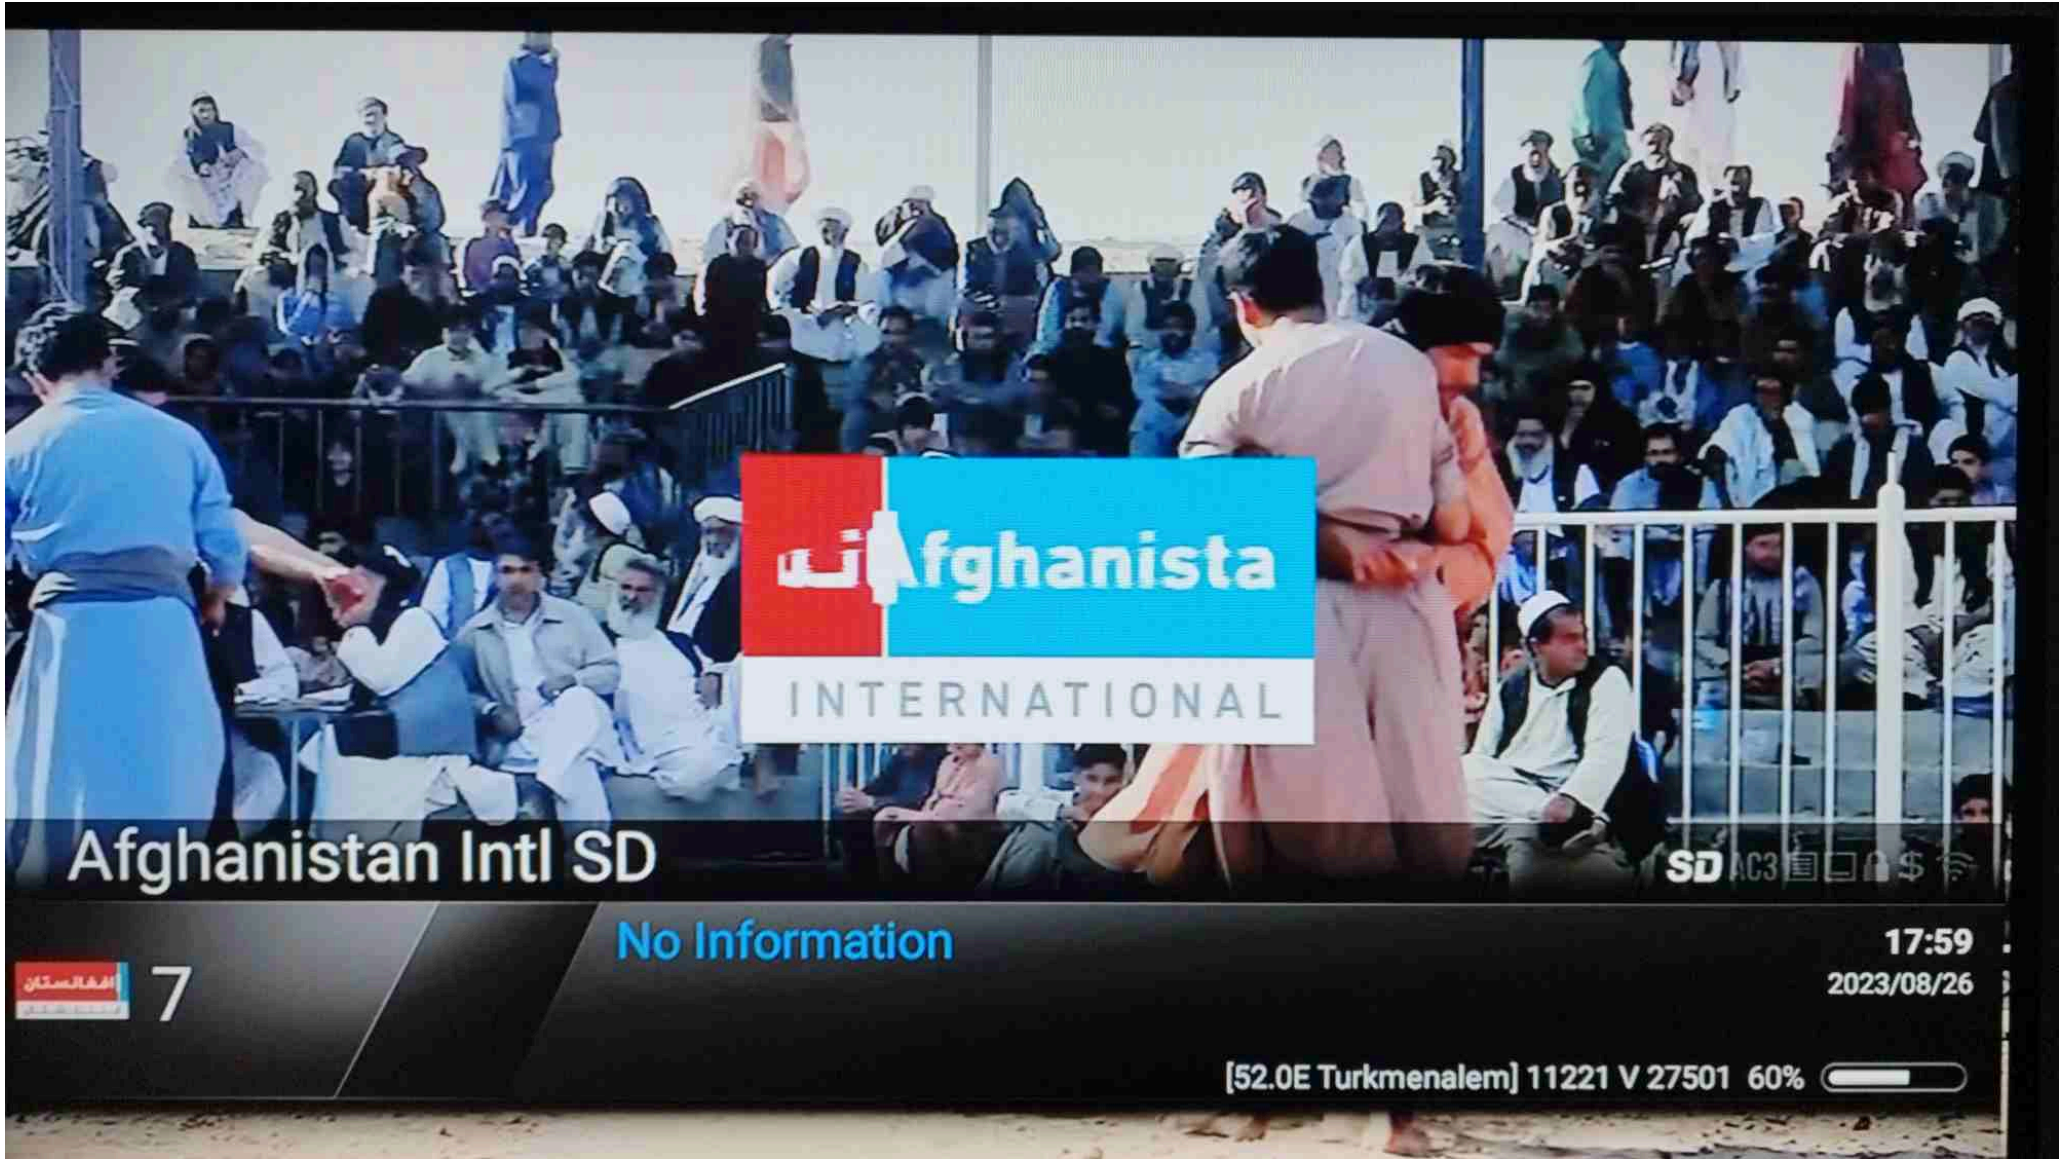 Afghanista
INTERNATIONAL
Afghanistan Intl SD
SD AC3 $
افغانستان
7
No Information
17:59
2023/08/26
[52.0E Turkmenalem] 11221 V 27501 60%